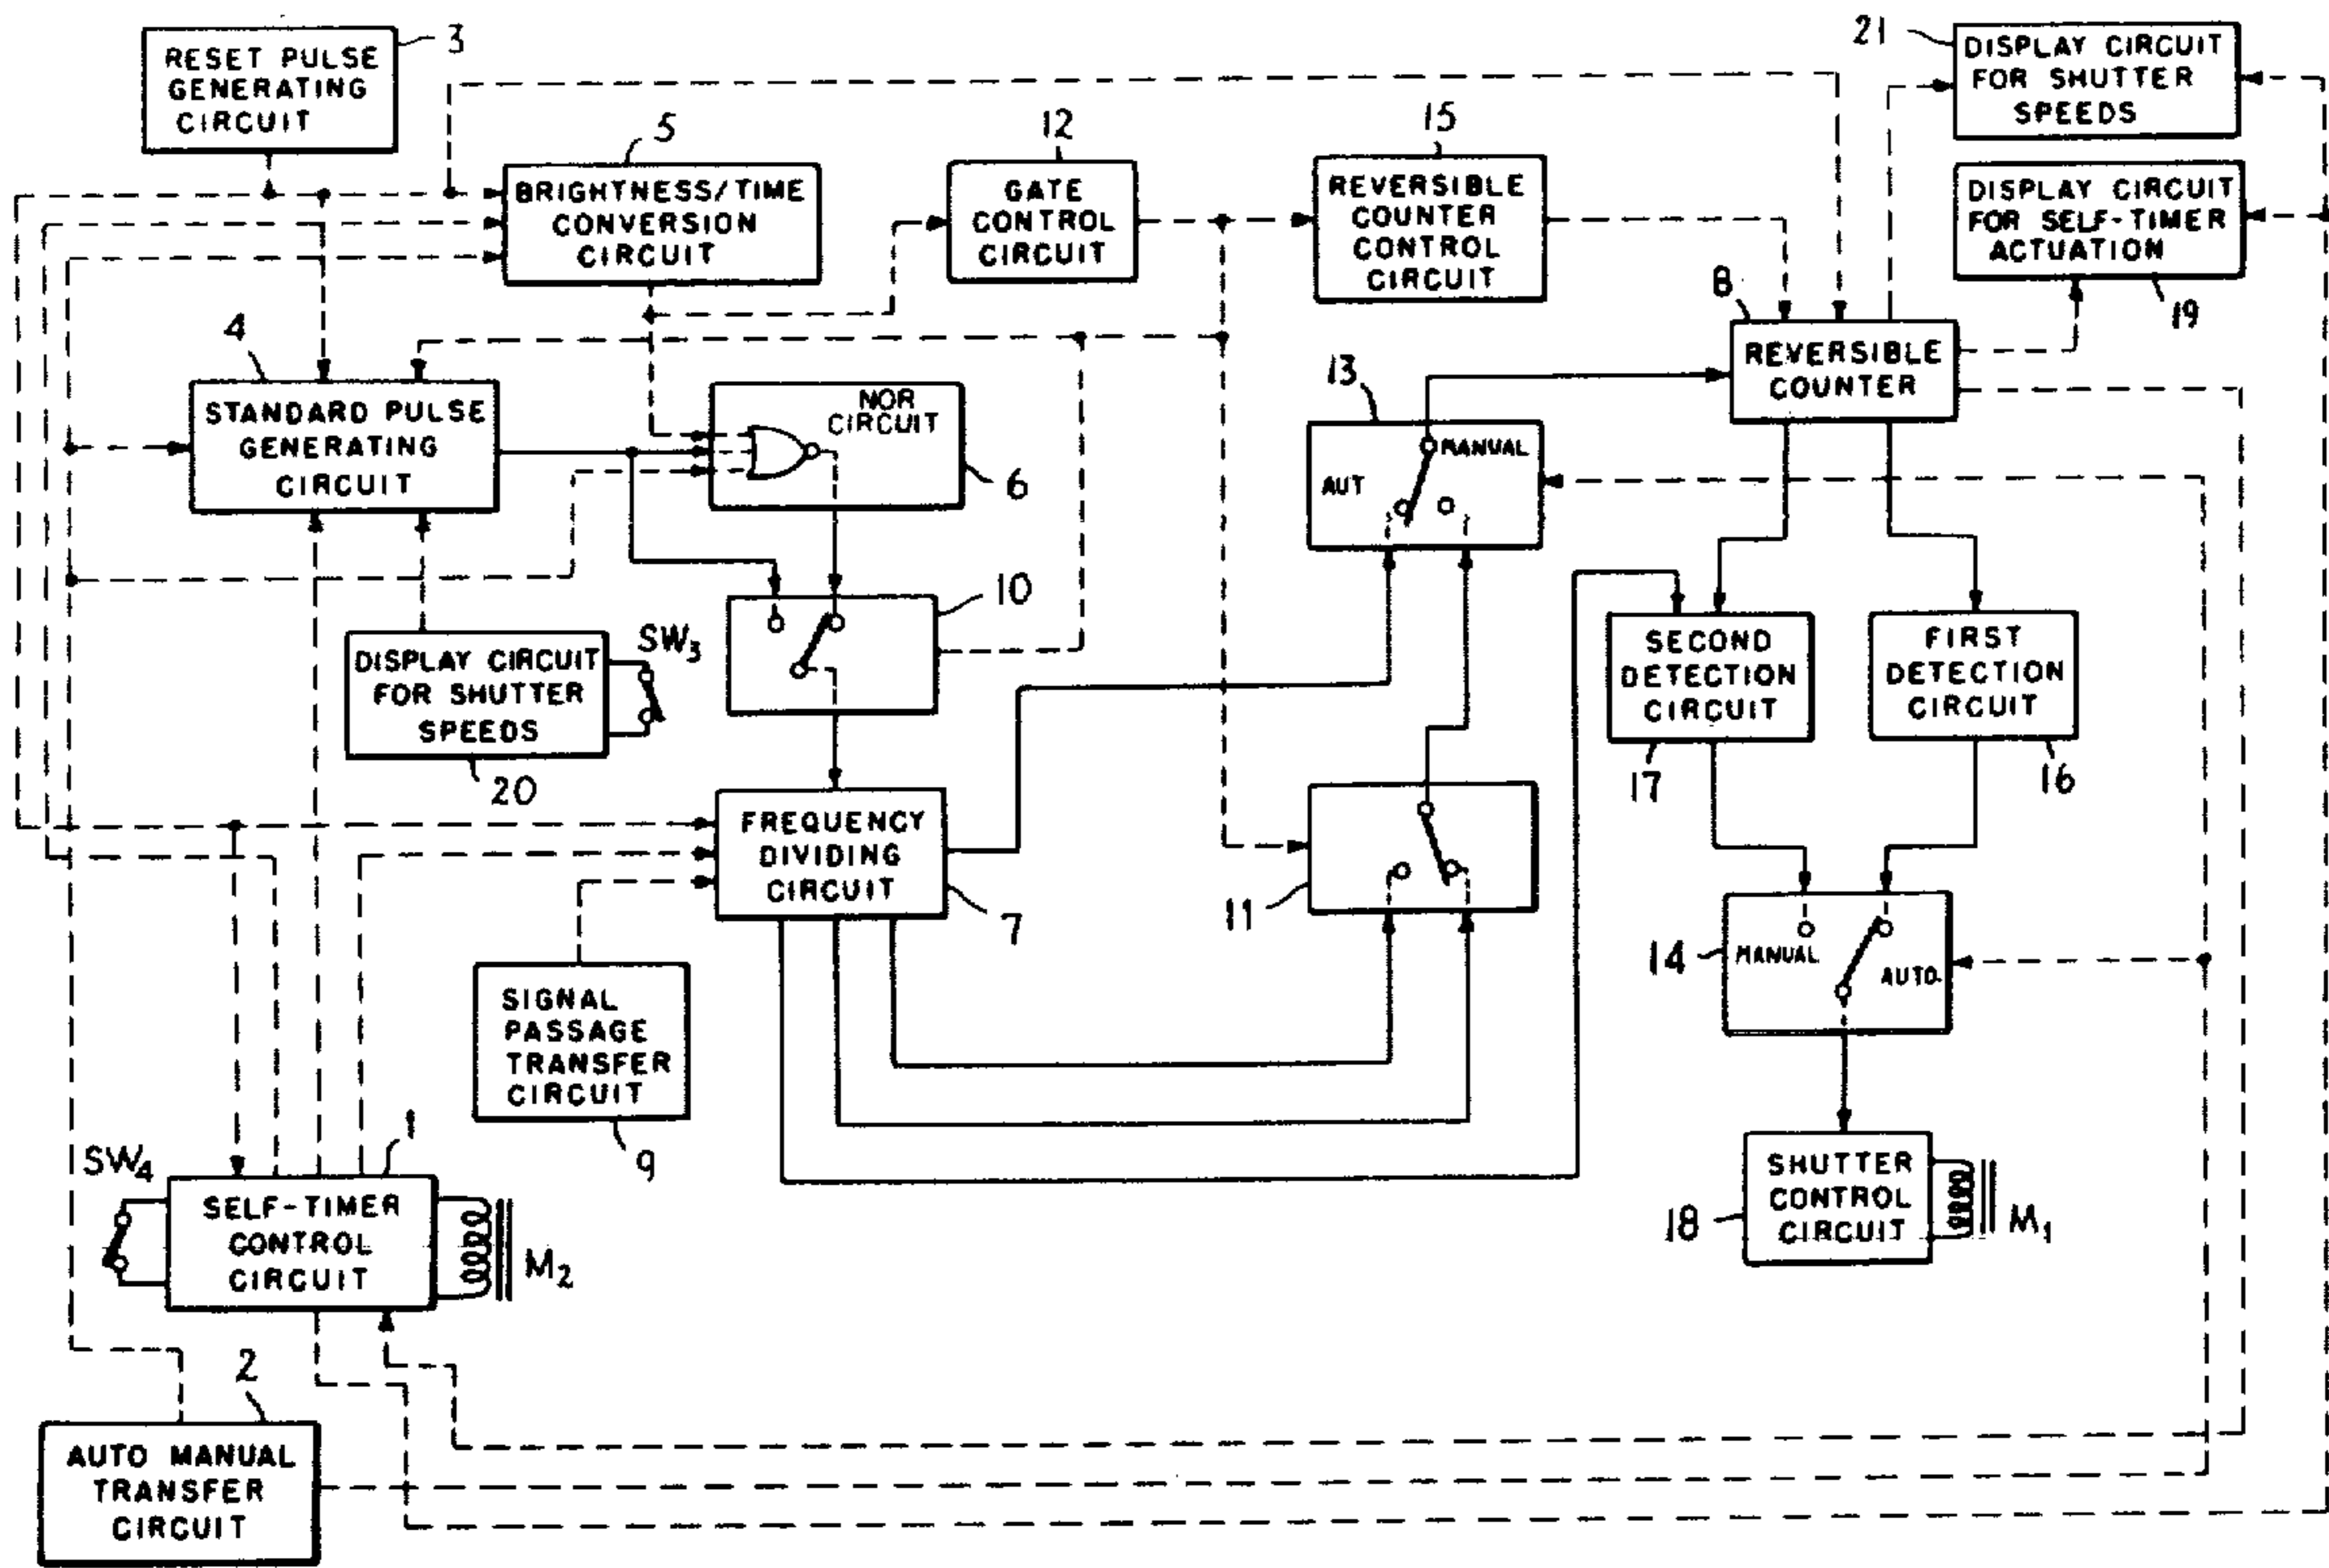 3
RESET PULSE
GENERATING
CIRCUIT
21
DISPLAY CIRCUIT
FOR SHUTTER
SPEEDS
5
BRIGHTNESS/TIME
CONVERSION
CIRCUIT
12
GATE
CONTROL
CIRCUIT
15
REVERSIBLE
COUNTER
CONTROL
CIRCUIT
DISPLAY CIRCUIT
FOR SELF-TIMER
ACTUATION
19
8
REVERSIBLE
COUNTER
4
STANDARD PULSE
GENERATING
CIRCUIT
NOR
CIRCUIT
6
13
MANUAL
AUT
10
SW3
DISPLAY CIRCUIT
FOR SHUTTER
SPEEDS
20
SECOND
DETECTION
CIRCUIT
17
FIRST
DETECTION
CIRCUIT
16
FREQUENCY
DIVIDING
CIRCUIT
7
11
14
MANUAL
AUTO.
SIGNAL
PASSAGE
TRANSFER
CIRCUIT
9
SW4
1
SELF-TIMER
CONTROL
CIRCUIT
M2
SHUTTER
CONTROL
CIRCUIT
18
M1
2
AUTO MANUAL
TRANSFER
CIRCUIT